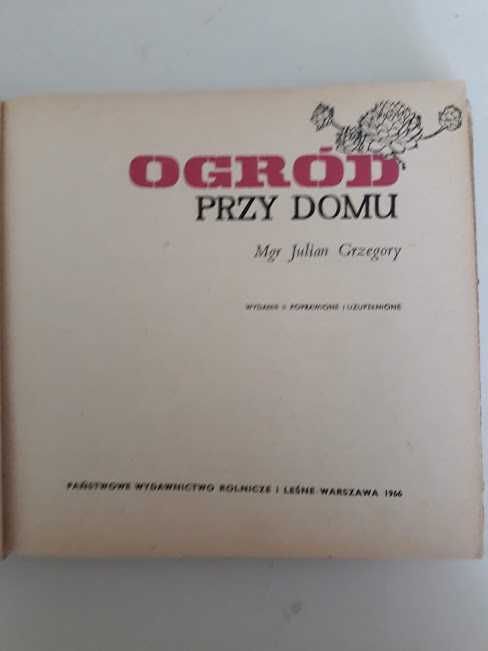 OGRÓD
PRZY DOMU
Mgr Julian Grzegory
WYDANIE II POPRAWIONE I UZUPEŁNIONE
PAŃSTWOWE WYDAWNICTWO ROLNICZE I LEŚNE WARSZAWA 1966